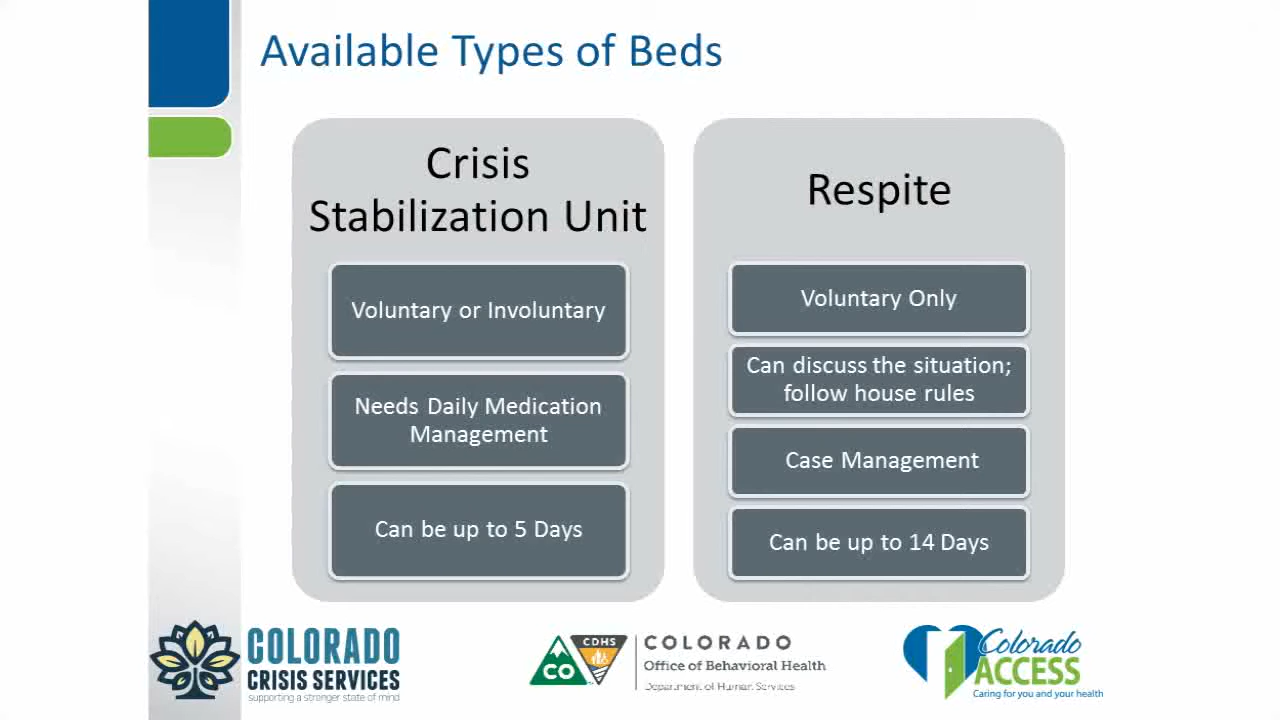 Available Types of Beds
Crisis
Stabilization Unit
Voluntary or Involuntary
Needs Daily Medication
Management
Can be up to 5 Days
Respite
Voluntary Only
Can discuss the situation;
follow house rules
Case Management
Can be up to 14 Days
COLORADO
CRISIS SERVICES
supporting a stronger state of mind
CO
CDHS
COLORADO
Office of Behavioral Health
Department of Human Services
Colorado
ACCESS
Caring for you and your health